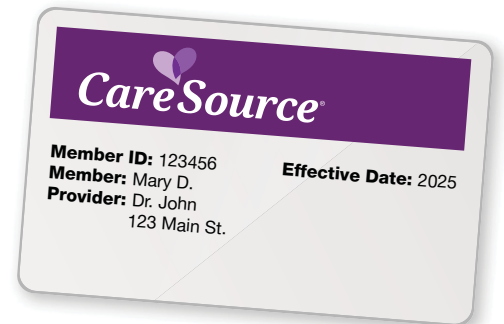 CareSource®
Member ID: 123456
Effective Date: 2025
Member: Mary D.
Provider: Dr. John
123 Main St.